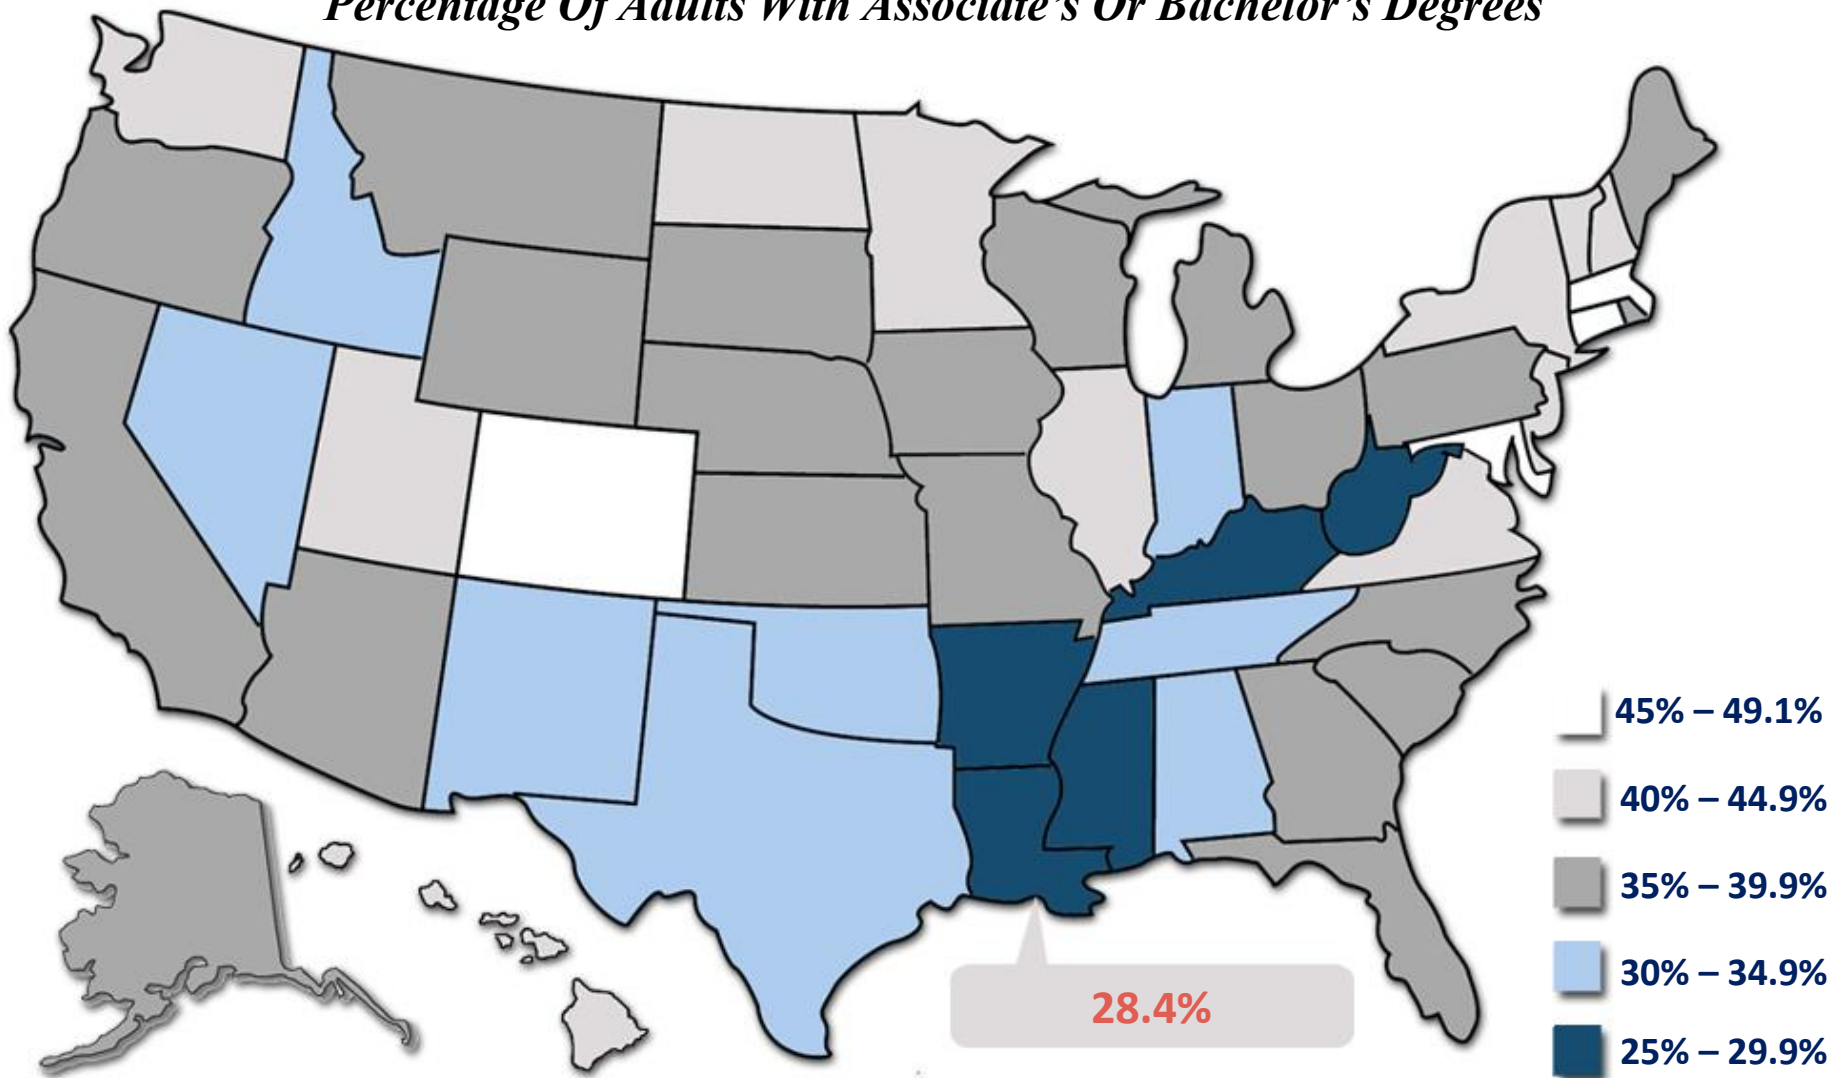 Percentage Of Adults With Associate's Or Bachelor's Degrees
45% – 49.1%
40% – 44.9%
35% – 39.9%
30% – 34.9%
28.4%
25% – 29.9%